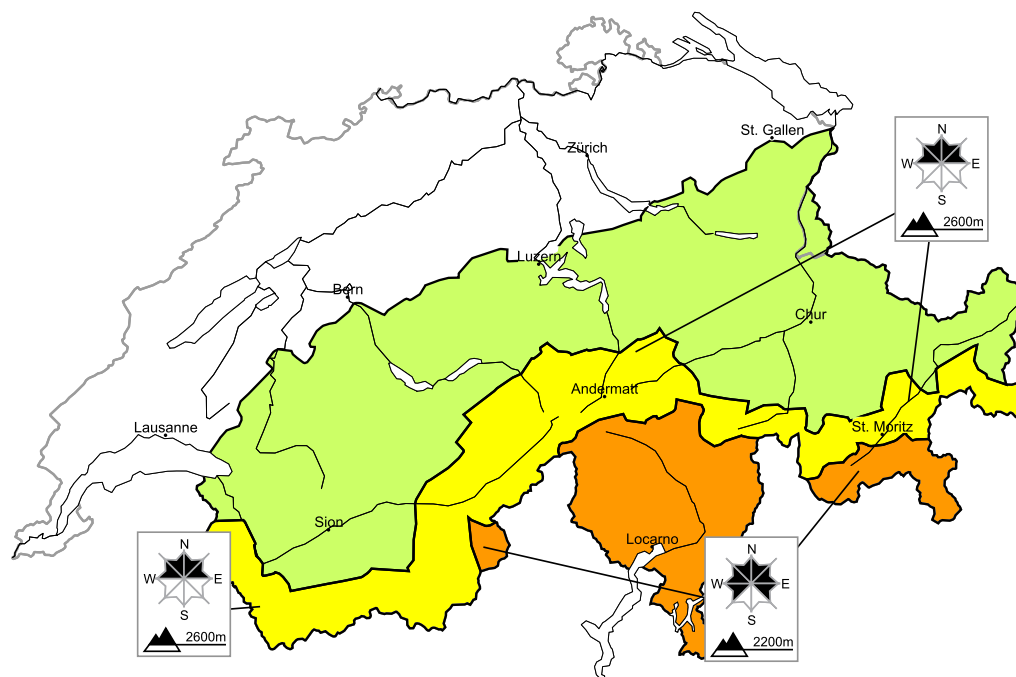 St. Gallen
Zürich
N
W E
S
2600m
Luzern
Bern
Chur
Andermatt
Lausanne
St. Moritz
Sion
Locarno
N
W E
S
2600m
N
W E
S
2200m